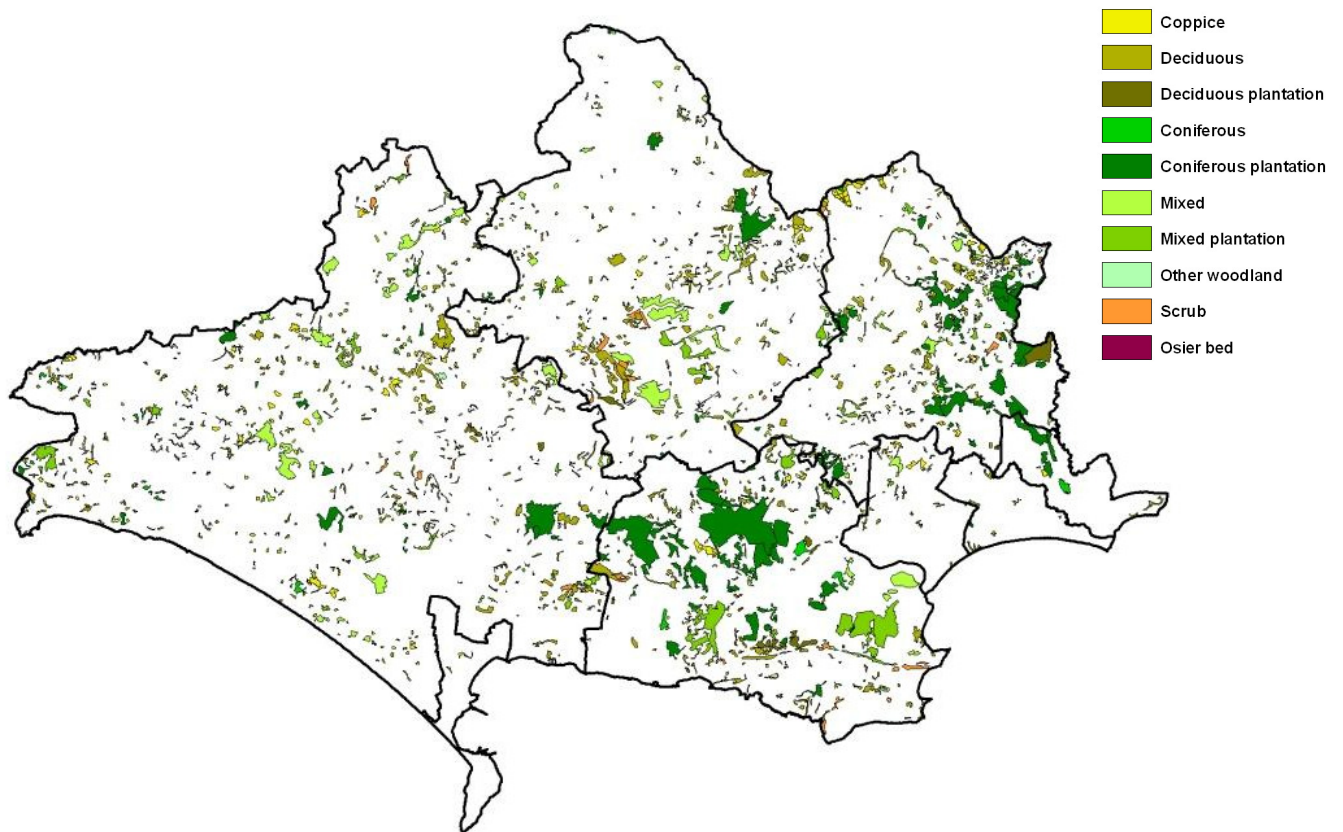 Coppice
Deciduous
Deciduous plantation
Coniferous
Coniferous plantation
Mixed
Mixed plantation
Other woodland
Scrub
Osier bed